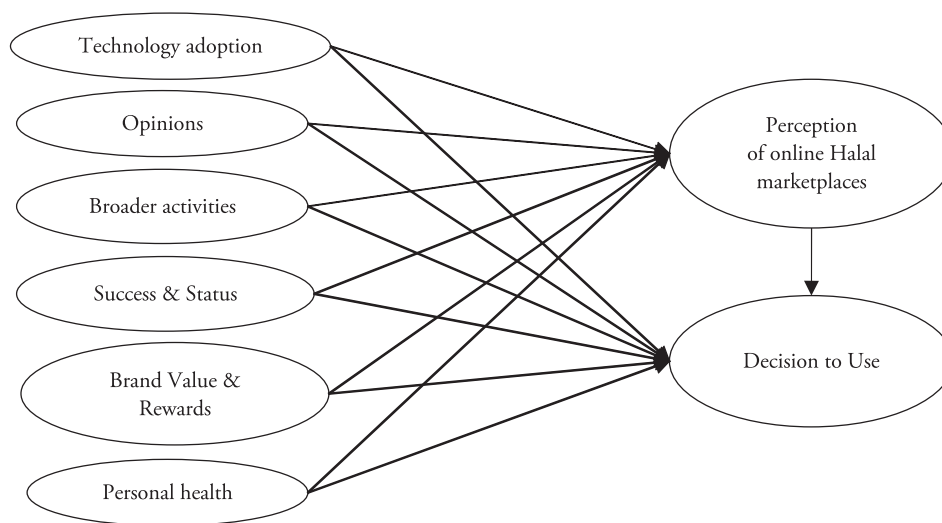 Technology adoption
Opinions
Broader activities
Success & Status
Brand Value &
Rewards
Personal health
Perception
of online Halal
marketplaces
Decision to Use